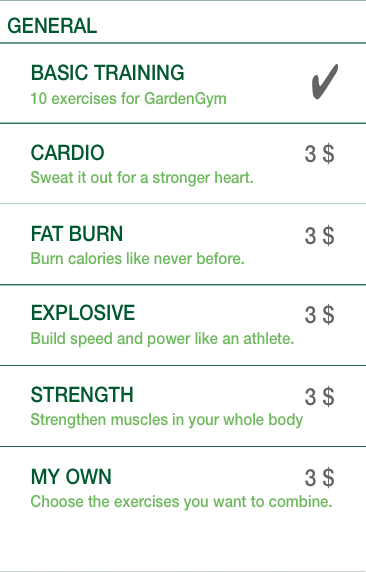 GENERAL
BASIC TRAINING
10 exercises for GardenGym
CARDIO
3 $
Sweat it out for a stronger heart.
FAT BURN
3 $
Burn calories like never before.
EXPLOSIVE
3 $
Build speed and power like an athlete.
STRENGTH
3 $
Strengthen muscles in your whole body
MY OWN
3 $
Choose the exercises you want to combine.